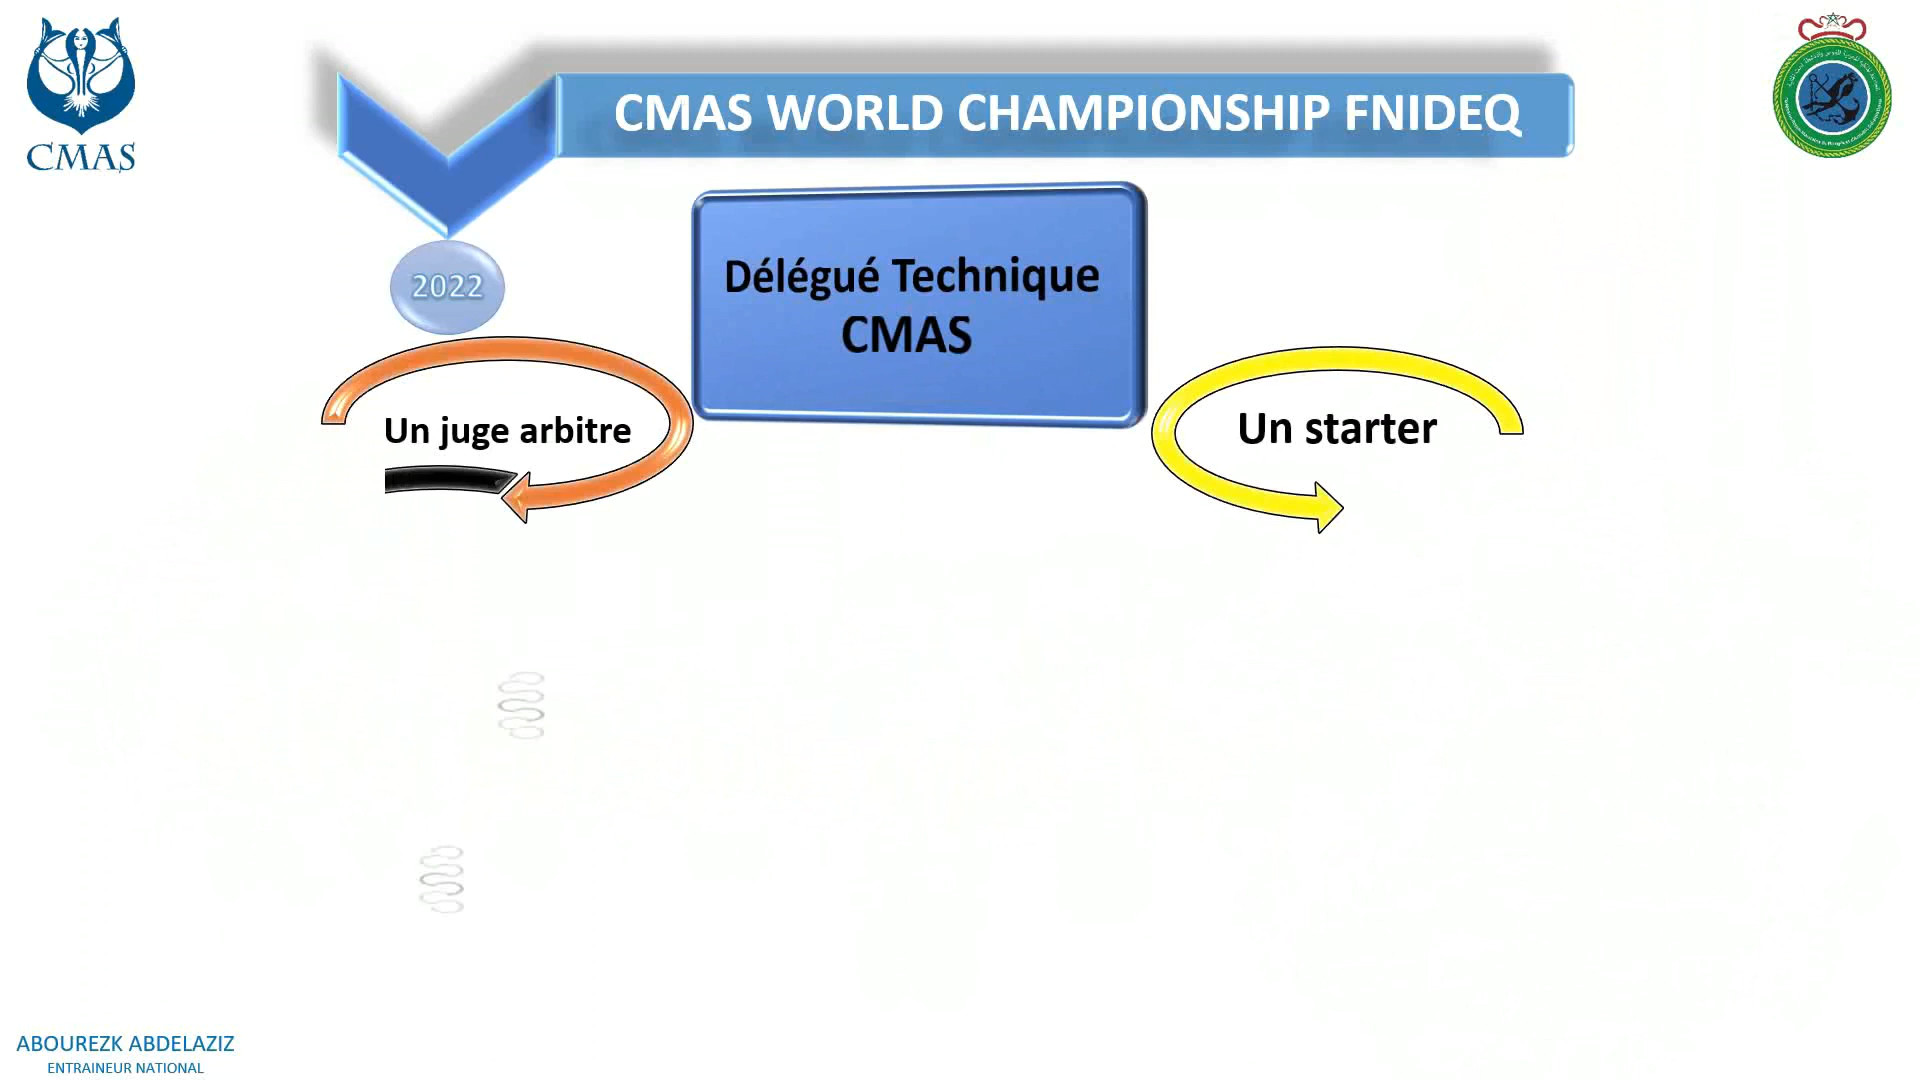 CMAS
CMAS WORLD CHAMPIONSHIP FNIDEQ
2022
Délégué Technique
CMAS
Un juge arbitre
Un starter
ABOUREZK ABDELAZIZ
ENTRAINEUR NATIONAL